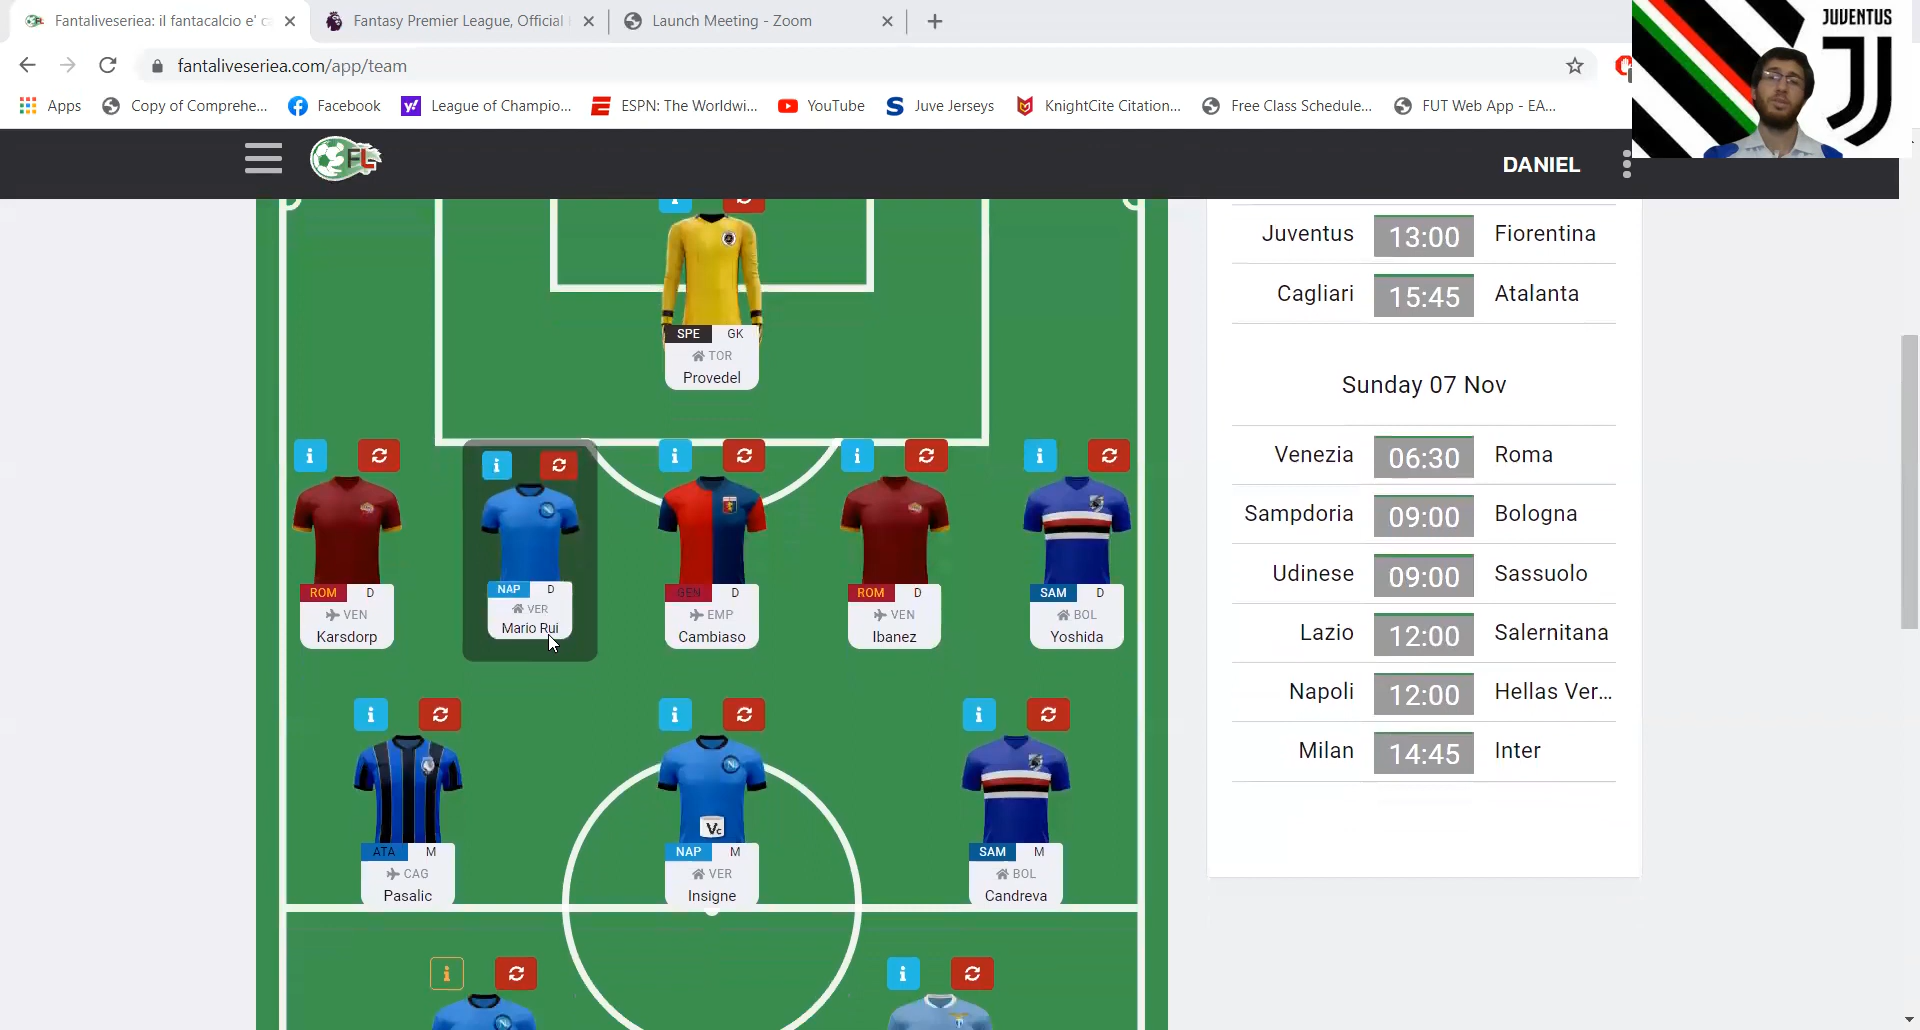 Fantaliveseriea: il fantacalcio e' c
Fantasy Premier League, Official
Launch Meeting - Zoom
fantaliveseriea.com/app/team
Apps
Copy of Comprehe...
Facebook
League of Champio...
ESPN: The Worldwi...
YouTube
Juve Jerseys
KnightCite Citation...
Free Class Schedule...
FUT Web App - EA...
JUVENTUS
FL
DANIEL
SPE GK
TOR
Provedel
ROM D
VEN
Karsdorp
NAP D
VER
Mario Rui
GEN D
EMP
Cambiaso
ROM D
VEN
Ibanez
SAM D
BOL
Yoshida
ATA M
CAG
Pasalic
Vc
NAP M
VER
Insigne
SAM M
BOL
Candreva
Juventus 13:00 Fiorentina
Cagliari 15:45 Atalanta
Sunday 07 Nov
Venezia 06:30 Roma
Sampdoria 09:00 Bologna
Udinese 09:00 Sassuolo
Lazio 12:00 Salernitana
Napoli 12:00 Hellas Ver...
Milan 14:45 Inter